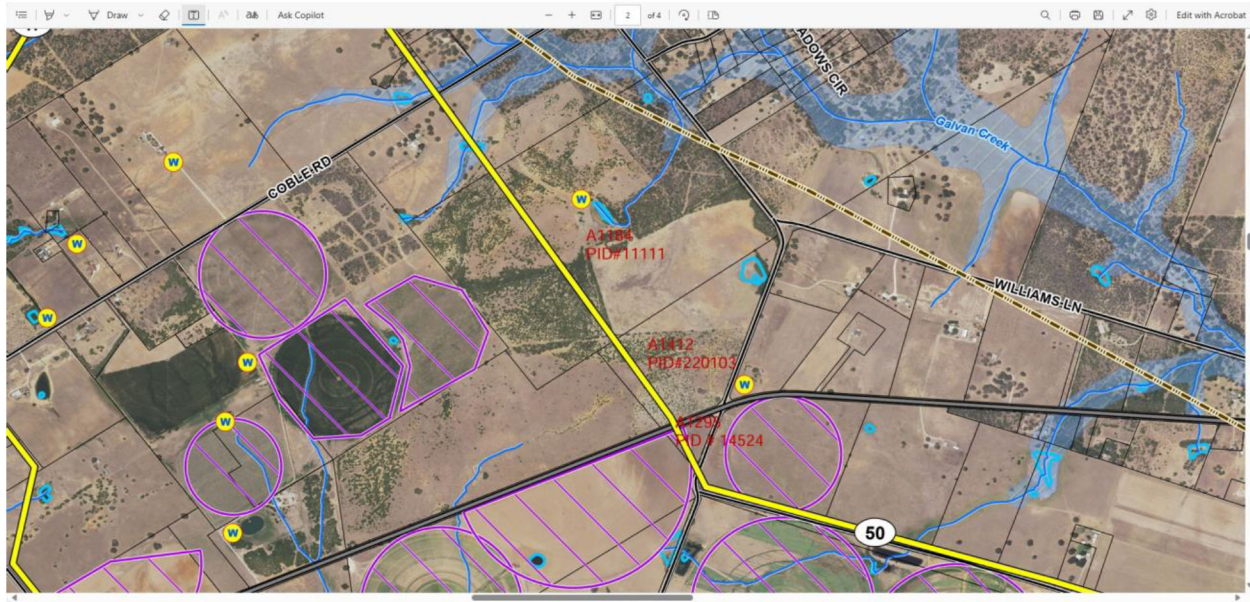 Draw
Ask Copilot
2 of 4
Edit with Acrobat
ADOWS CIR
Galvan Creek
COBLE RD
W
W
W
W
W
A1184
PID#11111
WILLIAMS LN
W
W
A1412
PID#220103
W
A1295
PID # 14524
W
50